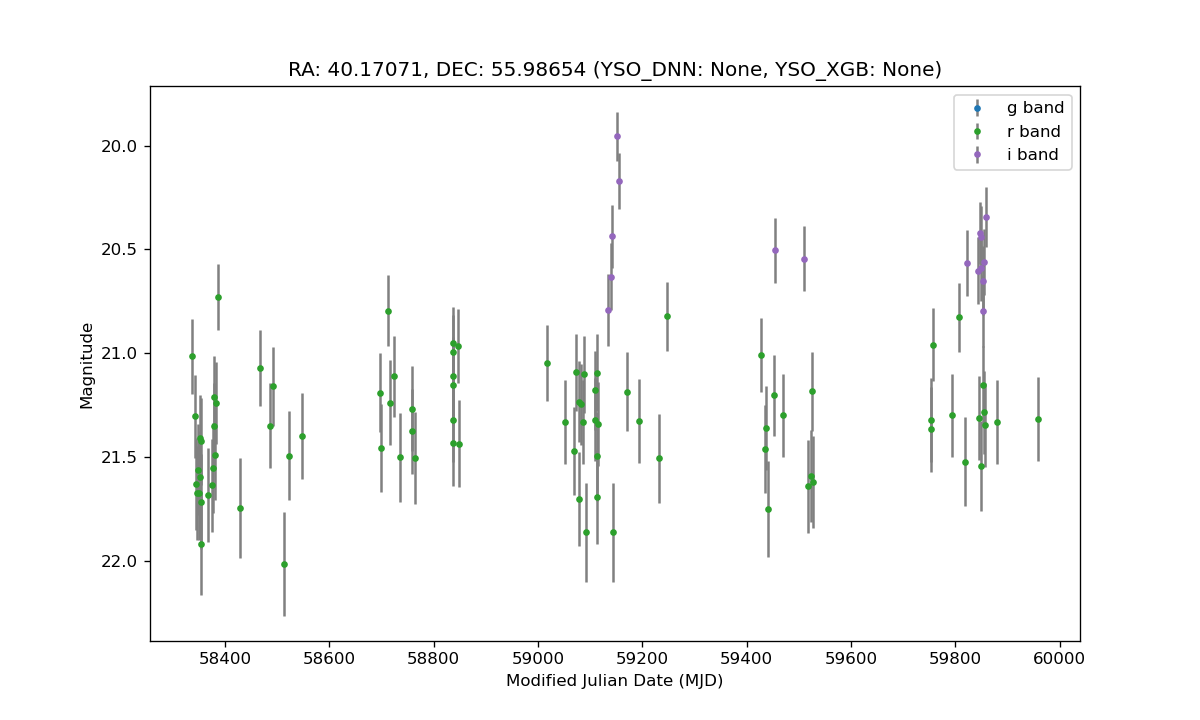 RA: 40.17071, DEC: 55.98654 (YSO_DNN: None, YSO_XGB: None)
g band
r band
i band
20.0
20.5
21.0
21.5
22.0
Magnitude
58400 58600 58800 59000 59200 59400 59600 59800 60000
Modified Julian Date (MJD)